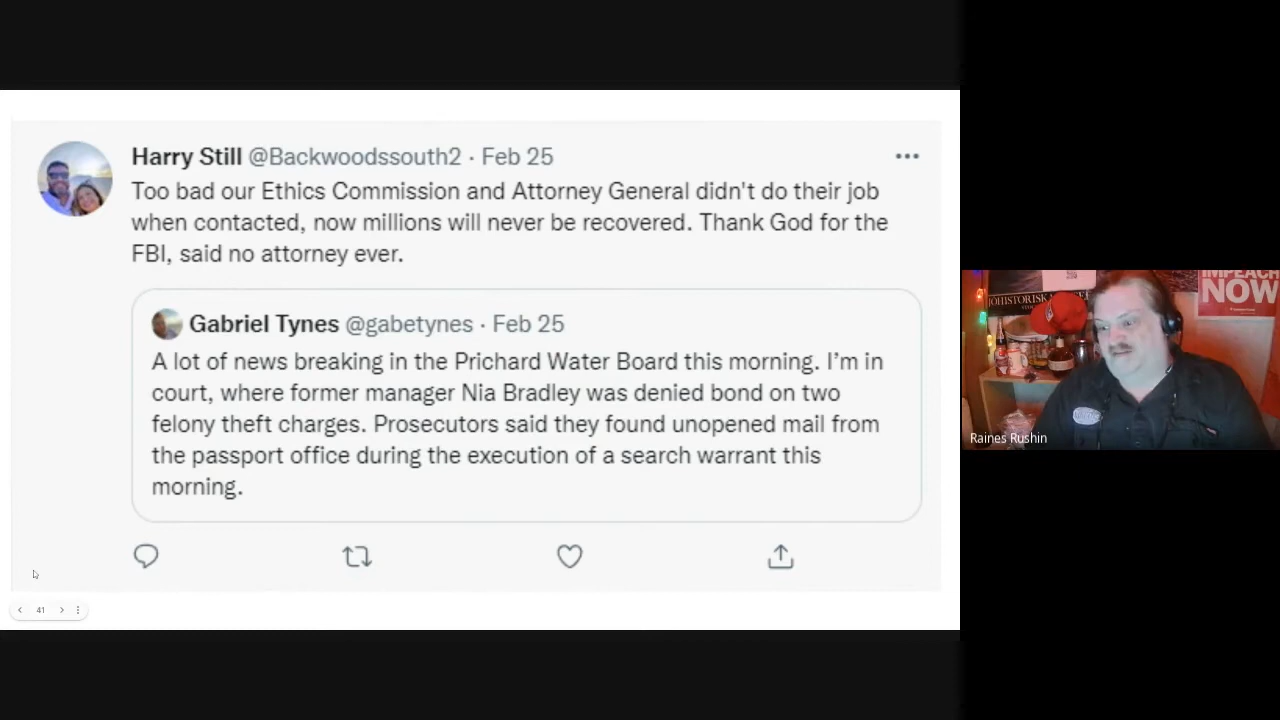 Harry Still @Backwoodssouth2 · Feb 25
Too bad our Ethics Commission and Attorney General didn't do their job
when contacted, now millions will never be recovered. Thank God for the
FBI, said no attorney ever.
Gabriel Tynes @gabetynes · Feb 25
A lot of news breaking in the Prichard Water Board this morning. I’m in
court, where former manager Nia Bradley was denied bond on two
felony theft charges. Prosecutors said they found unopened mail from
the passport office during the execution of a search warrant this
morning.
41
IMPEACH
NOW
Raines Rushin